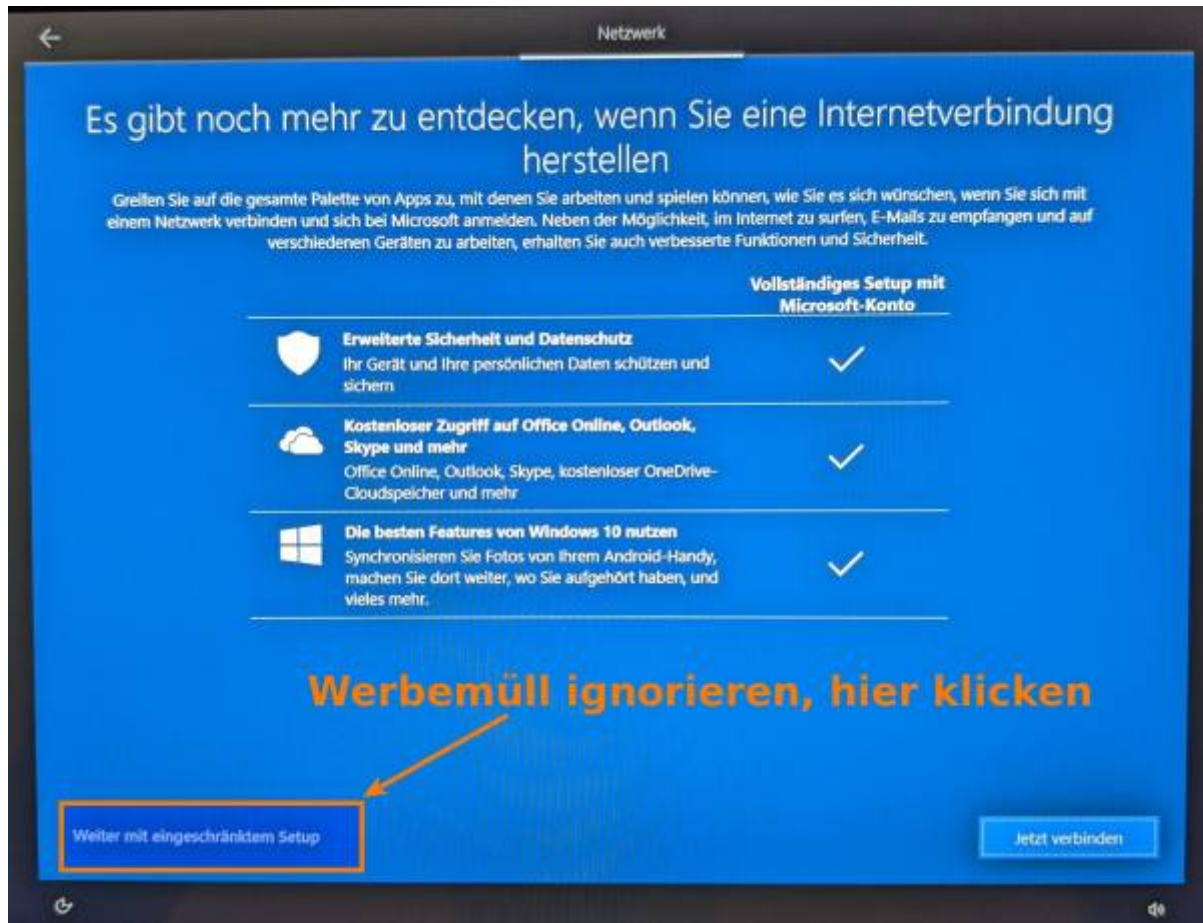 Netzwerk
Es gibt noch mehr zu entdecken, wenn Sie eine Internetverbindung
herstellen
Greifen Sie auf die gesamte Palette von Apps zu, mit denen Sie arbeiten und spielen können, wie Sie es sich wünschen, wenn Sie sich mit
einem Netzwerk verbinden und sich bei Microsoft anmelden. Neben der Möglichkeit, im Internet zu surfen, E-Mails zu empfangen und auf
verschiedenen Geräten zu arbeiten, erhalten Sie auch verbesserte Funktionen und Sicherheit.
Vollständiges Setup mit
Microsoft-Konto
Erweiterte Sicherheit und Datenschutz
Ihr Gerät und Ihre persönlichen Daten schützen und
sichern
Kostenloser Zugriff auf Office Online, Outlook,
Skype und mehr
Office Online, Outlook, Skype, kostenloser OneDrive-
Cloudspeicher und mehr
Die besten Features von Windows 10 nutzen
Synchronisieren Sie Fotos von Ihrem Android-Handy,
machen Sie dort weiter, wo Sie aufgehört haben, und
vieles mehr.
Werbemüll ignorieren, hier klicken
Weiter mit eingeschränktem Setup
Jetzt verbinden